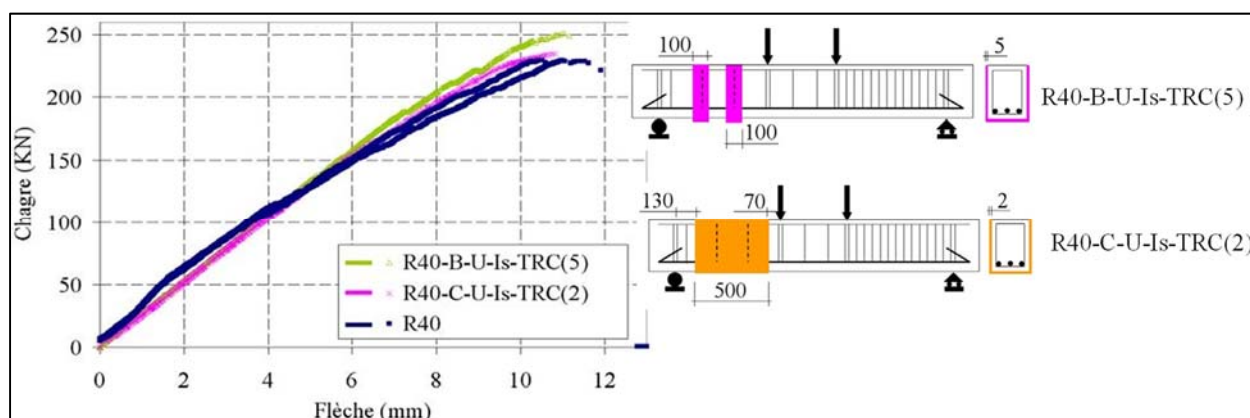 250
200
150
100
50
0
Chagre (KN)
0 2 4 6 8 10 12
Flèche (mm)
R40-B-U-Is-TRC(5)
R40-C-U-Is-TRC(2)
R40
100
100
5
R40-B-U-Is-TRC(5)
130
70
500
2
R40-C-U-Is-TRC(2)